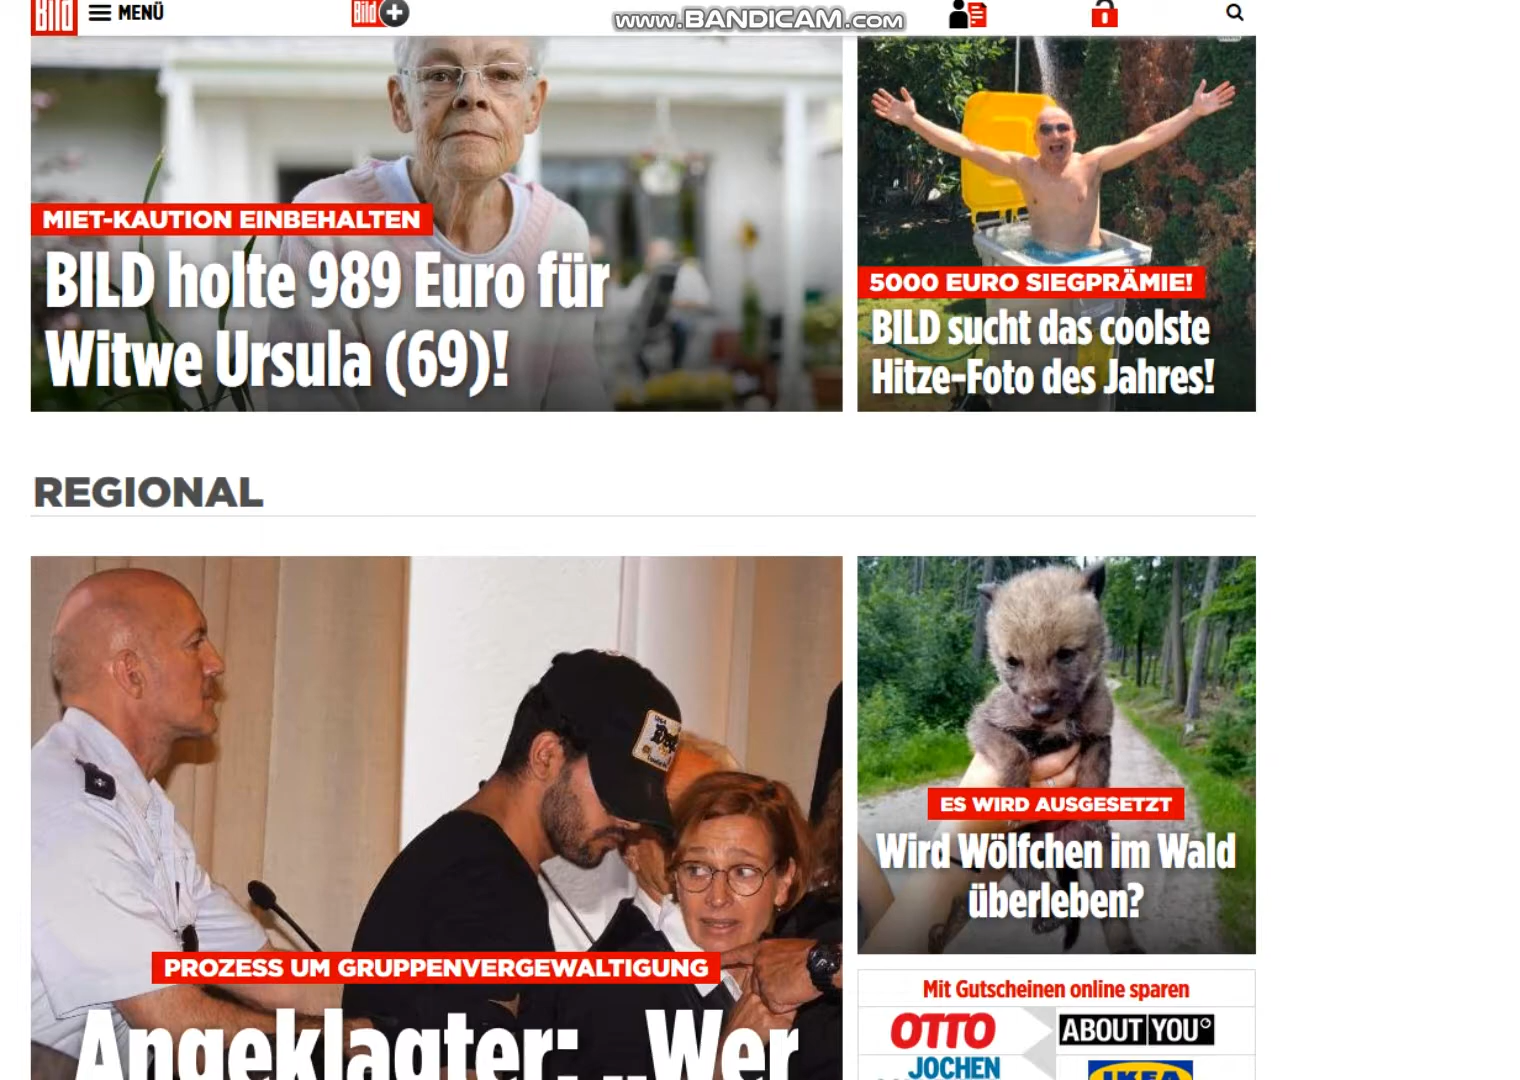 Bild MENÜ Bild+ www.BANDICAM.com
MIET-KAUTION EINBEHALTEN
BILD holte 989 Euro für
Witwe Ursula (69)!
5000 EURO SIEGPRÄMIE!
BILD sucht das coolste
Hitze-Foto des Jahres!
REGIONAL
PROZESS UM GRUPPENVERGEWALTIGUNG
Angeklagter: „Wer
ES WIRD AUSGESETZT
Wird Wölfchen im Wald
überleben?
Mit Gutscheinen online sparen
OTTO ABOUT YOU°
JOCHEN IKEA